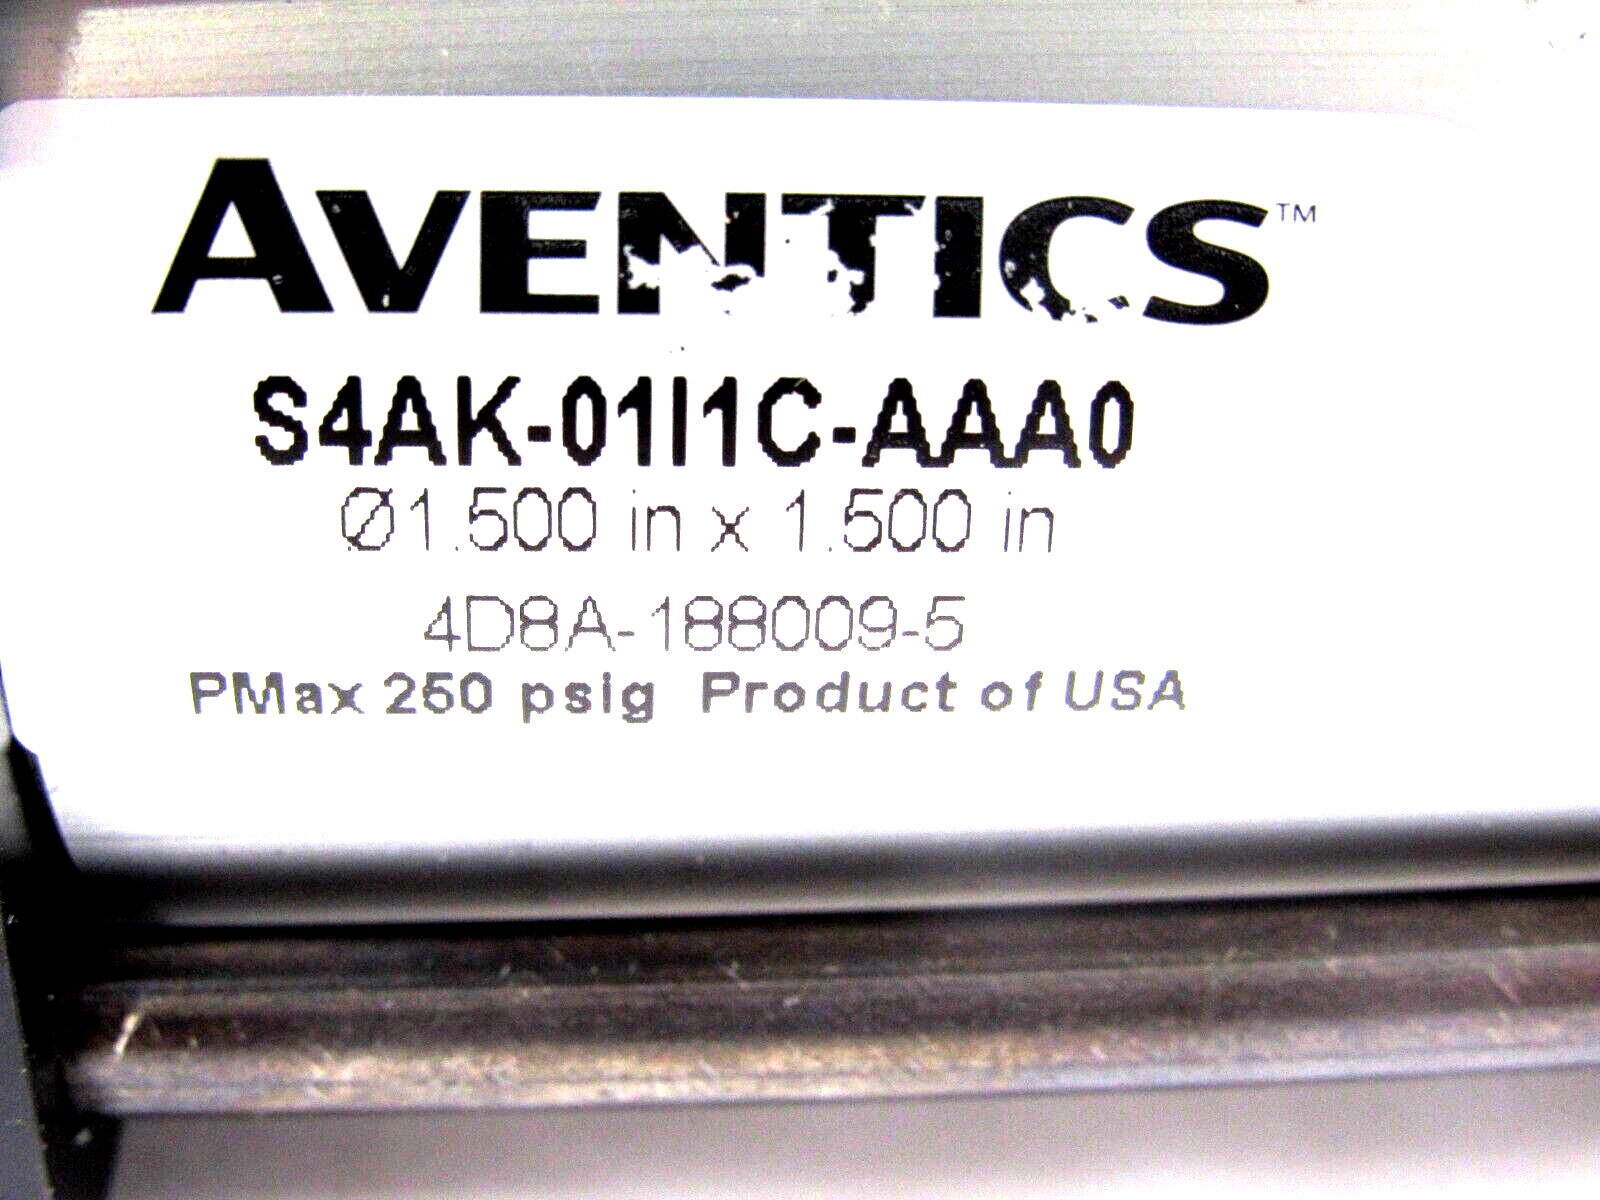 AVENTICS™
S4AK-01I1C-AAA0
Ø1.500 in x 1.500 in
4D8A-188009-5
PMax 250 psig Product of USA